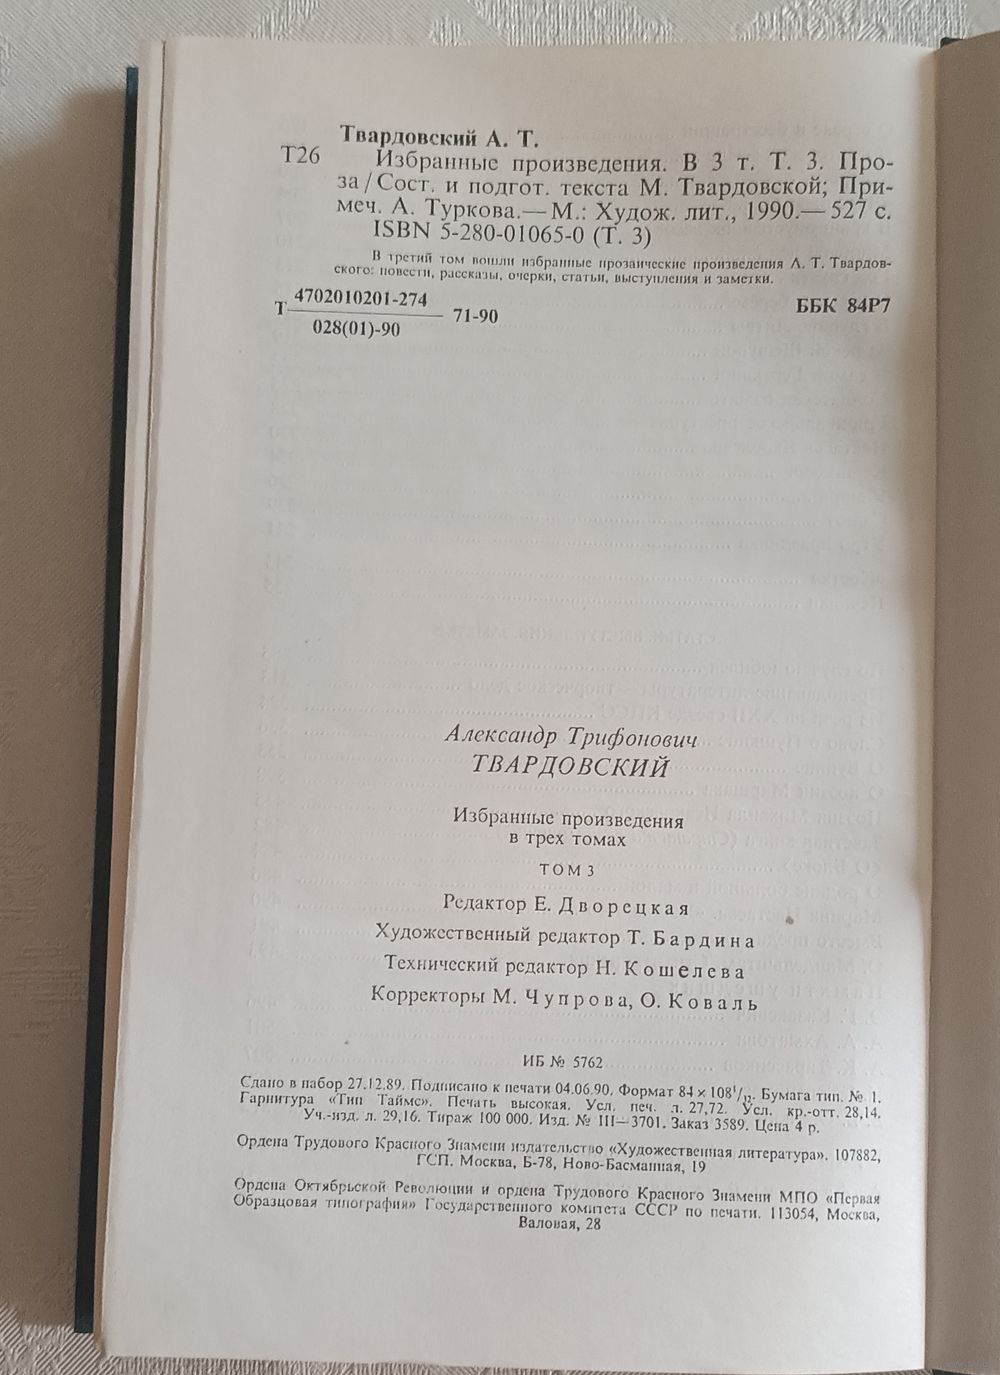 Твардовский А. Т.
Т26
Избранные произведения. В 3 т. Т. 3. Про-
за / Сост. и подгот. текста М. Твардовской; При-
меч. А. Туркова.— М.: Худож. лит., 1990.— 527 с.
ISBN 5-280-01065-0 (Т. 3)
В третий том вошли избранные прозаические произведения А. Т. Твардов-
ского: повести, рассказы, очерки, статьи, выступления и заметки.
Т 4702010201-274
028(01)-90
71-90
ББК 84Р7
Александр Трифонович
ТВАРДОВСКИЙ
Избранные произведения
в трех томах
ТОМ 3
Редактор Е. Дворецкая
Художественный редактор Т. Бардина
Технический редактор Н. Кошелева
Корректоры М. Чупрова, О. Коваль
ИБ № 5762
Сдано в набор 27.12.89. Подписано к печати 04.06.90. Формат 84 × 108 1/32. Бумага тип. № 1.
Гарнитура «Тип Таймс». Печать высокая. Усл. печ. л. 27,72. Усл. кр.-отт. 28,14.
Уч.-изд. л. 29,16. Тираж 100 000. Изд. № III—3701. Заказ 3589. Цена 4 р.
Ордена Трудового Красного Знамени издательство «Художественная литература». 107882,
ГСП. Москва, Б-78, Ново-Басманная, 19
Ордена Октябрьской Революции и ордена Трудового Красного Знамени МПО «Первая
Образцовая типография» Государственного комитета СССР по печати. 113054, Москва,
Валовая, 28